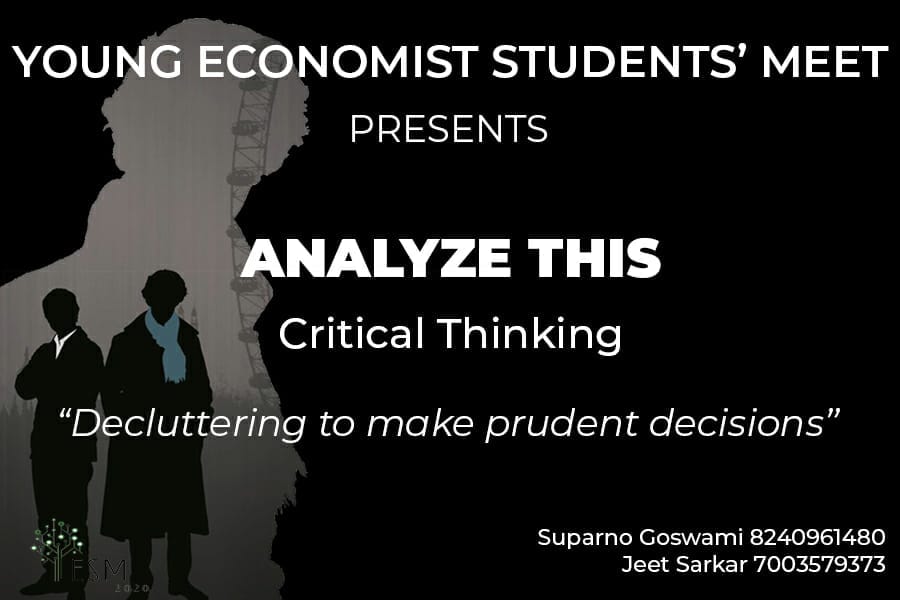 YOUNG ECONOMIST STUDENTS’ MEET
PRESENTS
ANALYZE THIS
Critical Thinking
“Decluttering to make prudent decisions”
Suparno Goswami 8240961480
Jeet Sarkar 7003579373
ESM
2020